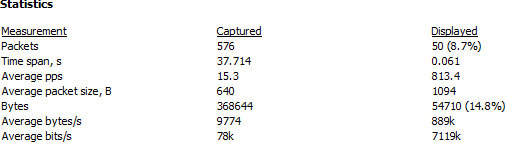 Statistics
Measurement Captured Displayed
Packets 576 50 (8.7%)
Time span, s 37.714 0.061
Average pps 15.3 813.4
Average packet size, B 640 1094
Bytes 368644 54710 (14.8%)
Average bytes/s 9774 889k
Average bits/s 78k 7119k